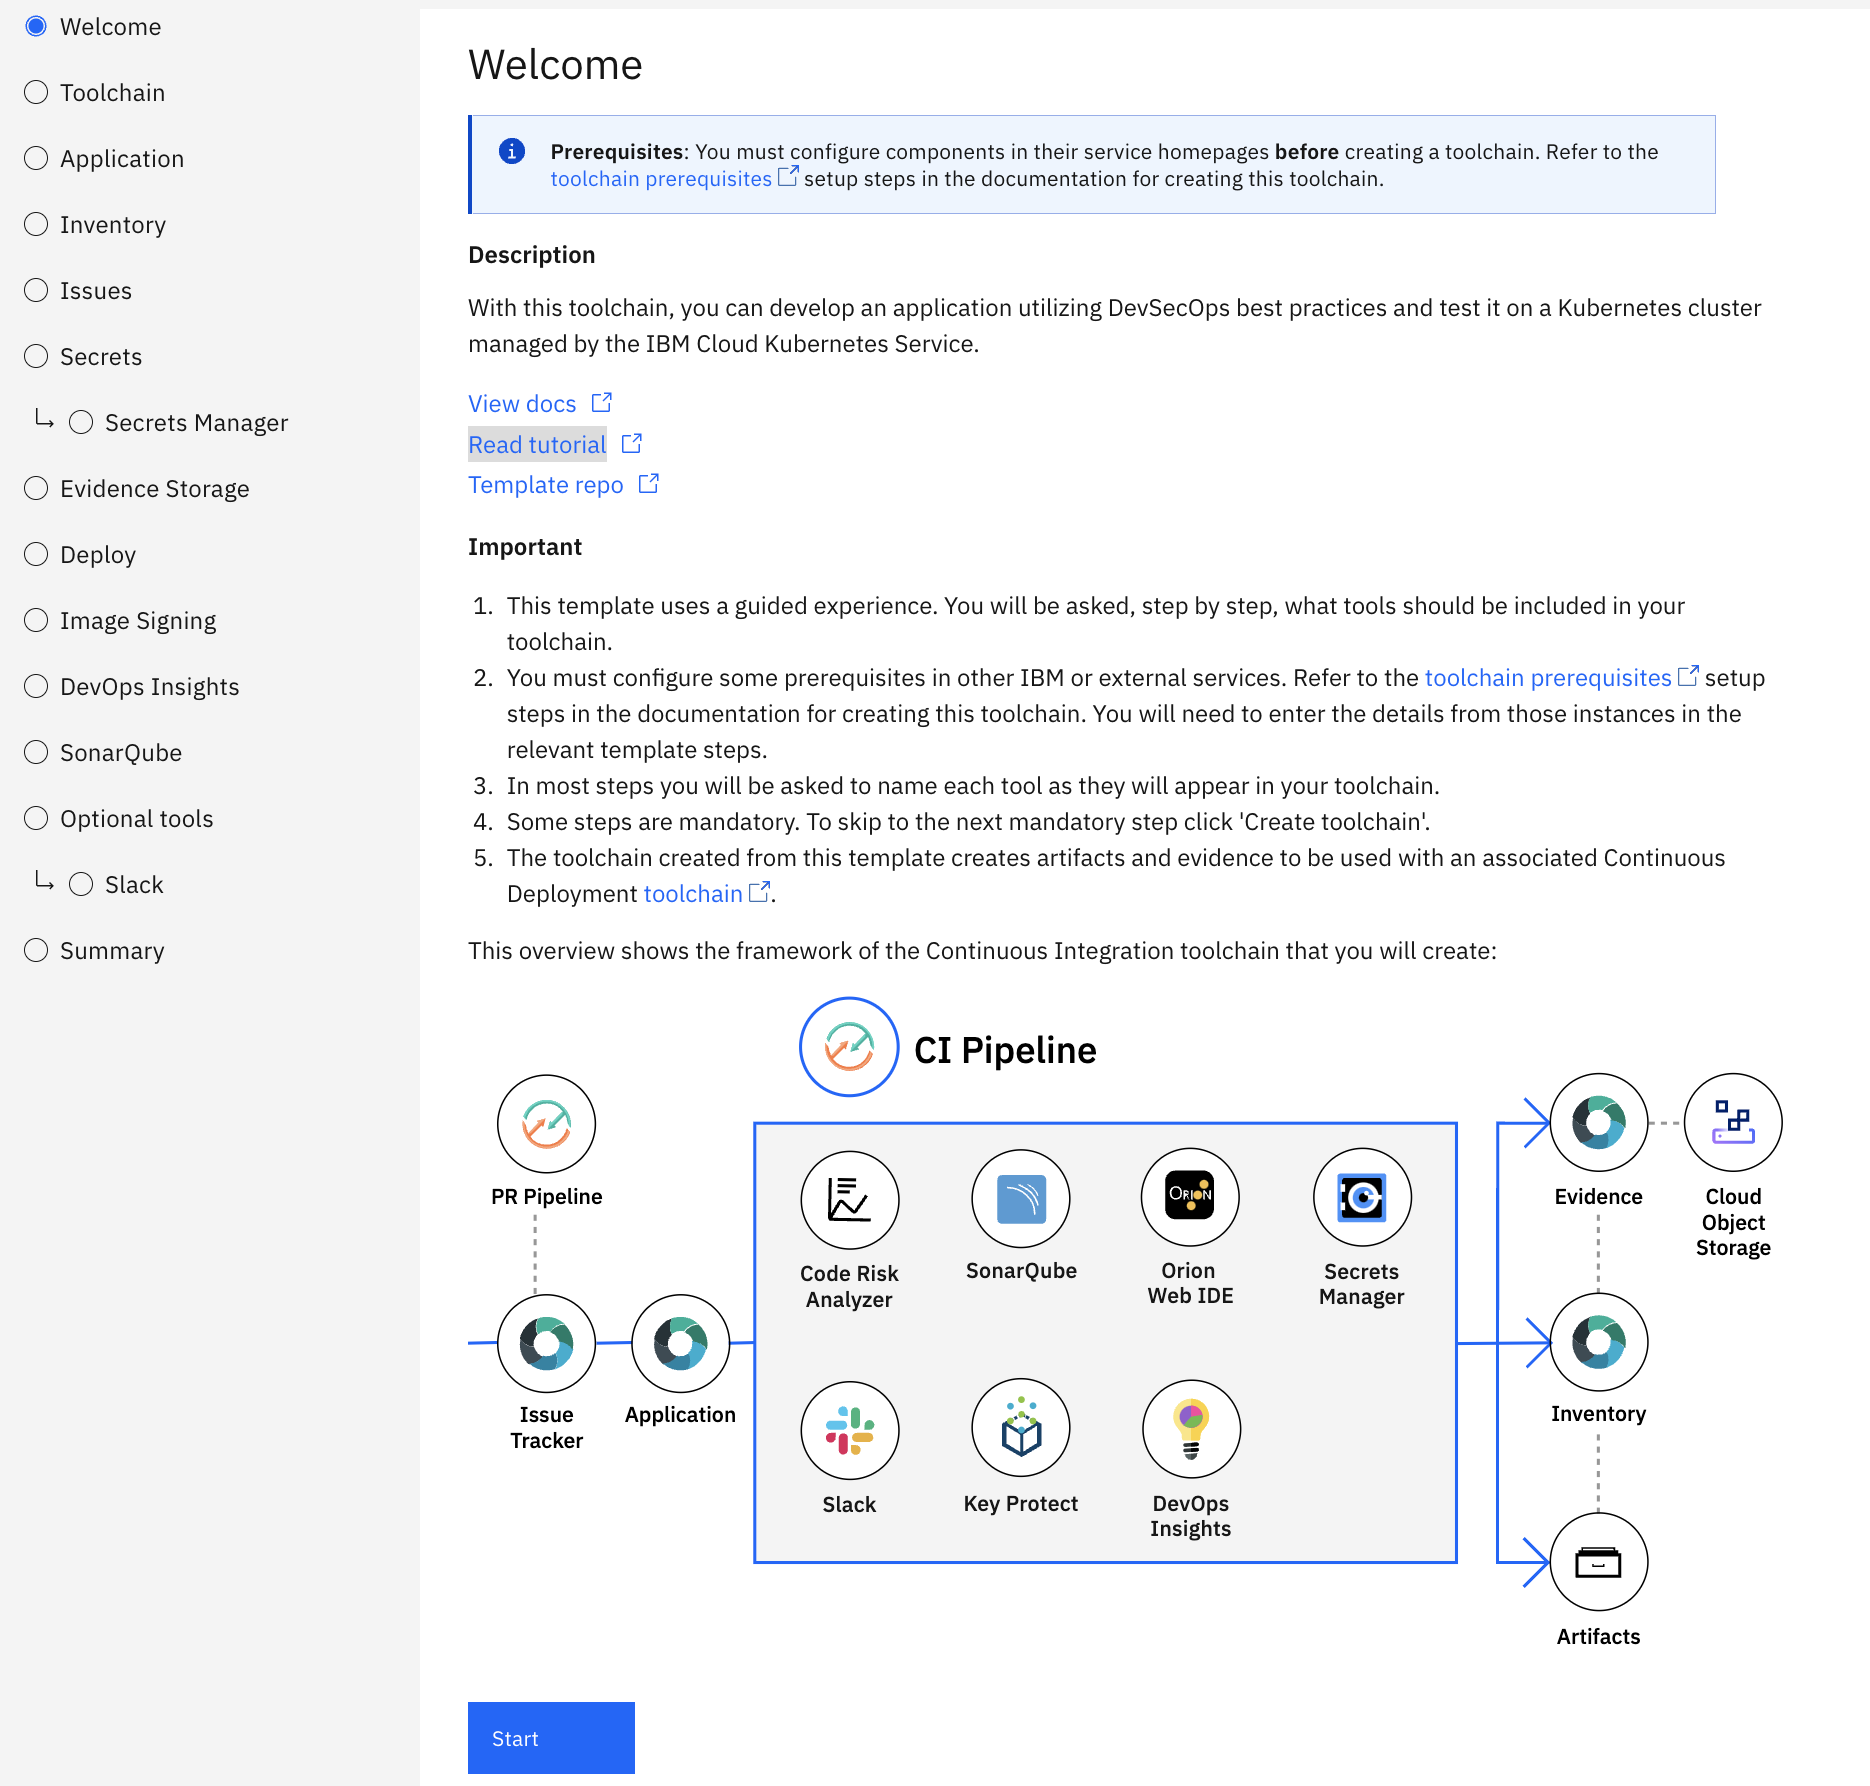 Welcome
Toolchain
Application
Inventory
Issues
Secrets
Secrets Manager
Evidence Storage
Deploy
Image Signing
DevOps Insights
SonarQube
Optional tools
Slack
Summary
Welcome
Prerequisites: You must configure components in their service homepages before creating a toolchain. Refer to the
toolchain prerequisites setup steps in the documentation for creating this toolchain.
Description
With this toolchain, you can develop an application utilizing DevSecOps best practices and test it on a Kubernetes cluster
managed by the IBM Cloud Kubernetes Service.
View docs
Read tutorial
Template repo
Important
1. This template uses a guided experience. You will be asked, step by step, what tools should be included in your
toolchain.
2. You must configure some prerequisites in other IBM or external services. Refer to the toolchain prerequisites setup
steps in the documentation for creating this toolchain. You will need to enter the details from those instances in the
relevant template steps.
3. In most steps you will be asked to name each tool as they will appear in your toolchain.
4. Some steps are mandatory. To skip to the next mandatory step click 'Create toolchain'.
5. The toolchain created from this template creates artifacts and evidence to be used with an associated Continuous
Deployment toolchain.
This overview shows the framework of the Continuous Integration toolchain that you will create:
CI Pipeline
PR Pipeline
Issue
Tracker
Application
Code Risk
Analyzer
SonarQube
ORION
Orion
Web IDE
Secrets
Manager
Slack
Key Protect
DevOps
Insights
Evidence
Cloud
Object
Storage
Inventory
Artifacts
Start